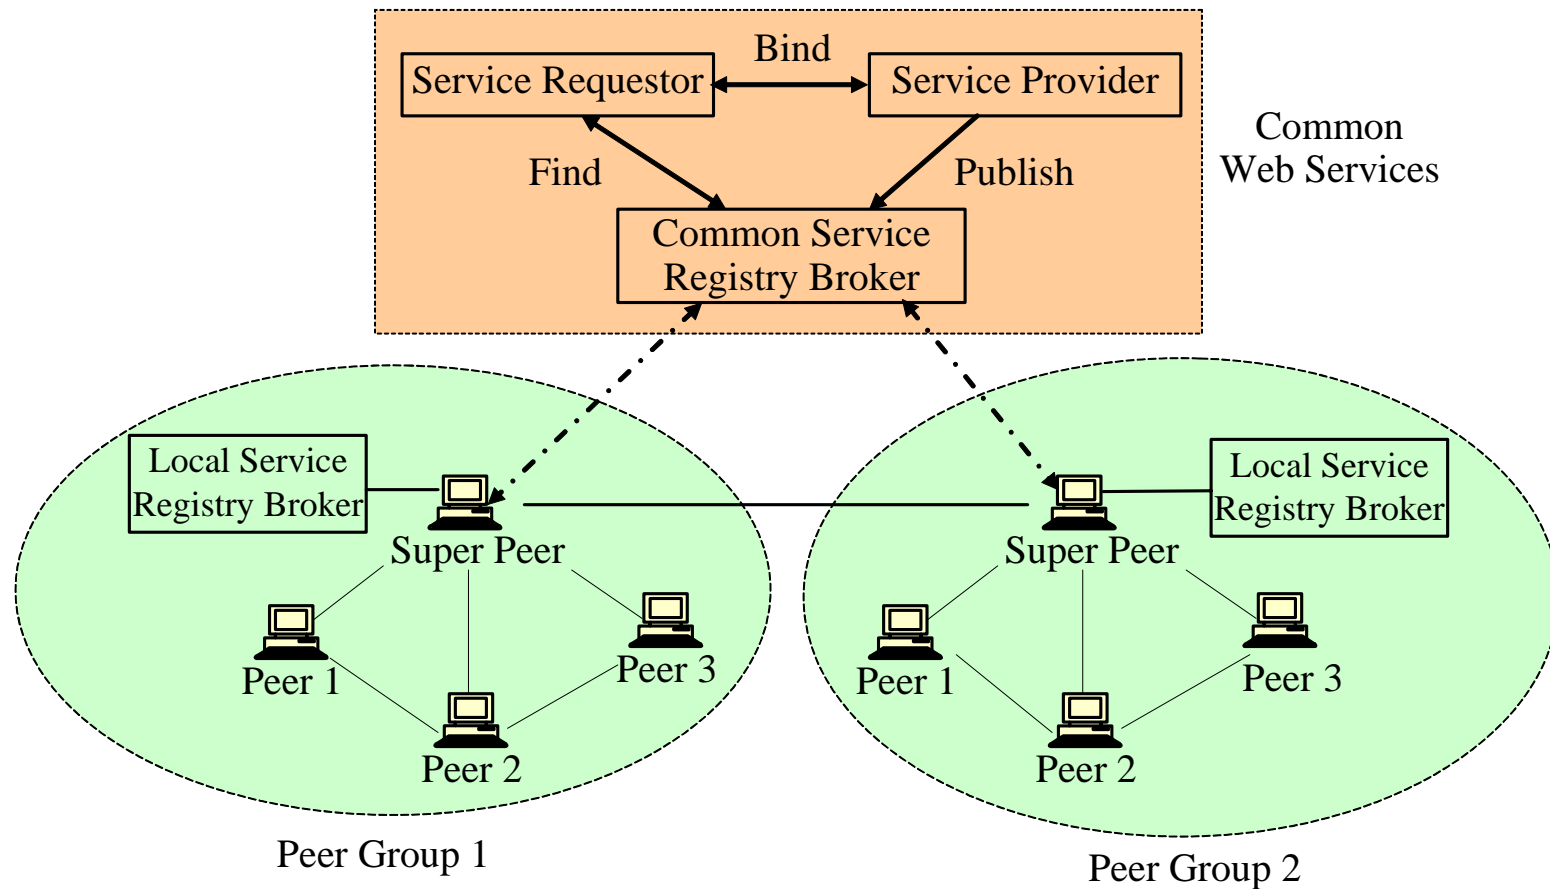 Bind
Service Requestor
Service Provider
Common
Web Services
Find
Publish
Common Service
Registry Broker
Local Service
Registry Broker
Super Peer
Peer 1
Peer 2
Peer 3
Peer Group 1
Local Service
Registry Broker
Super Peer
Peer 1
Peer 2
Peer 3
Peer Group 2